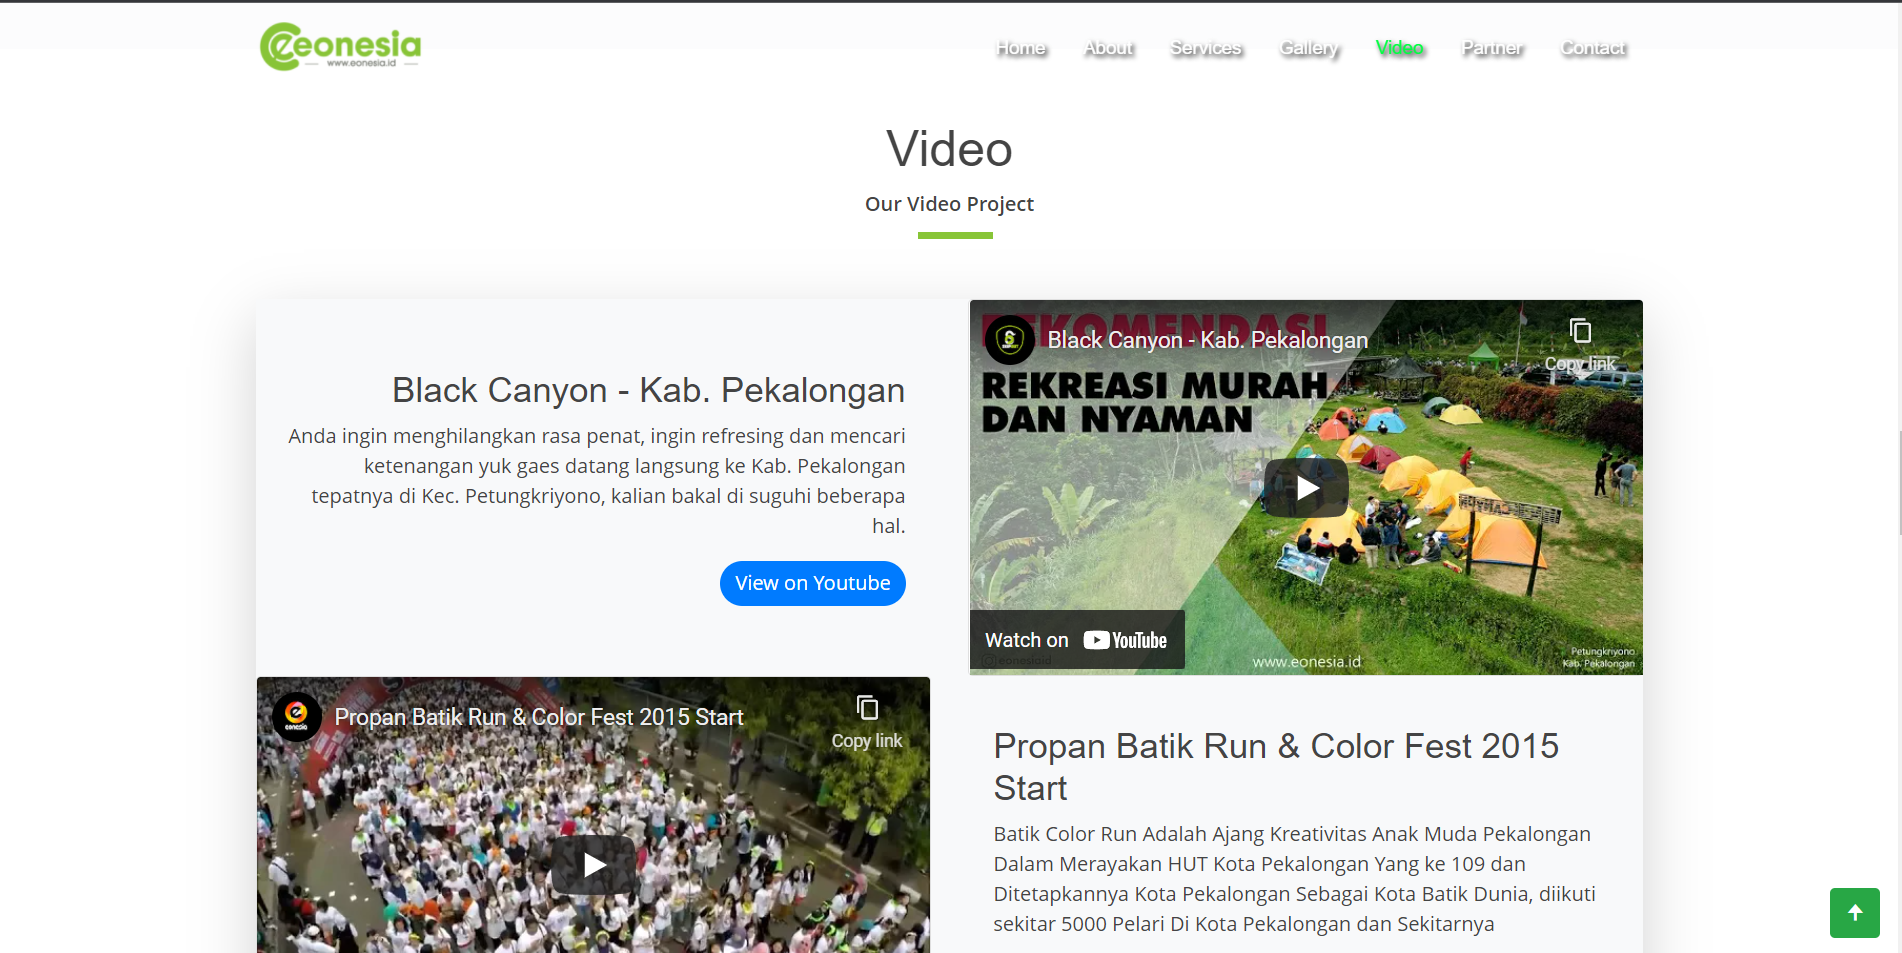 eonesia
www.eonesia.id
Home About Services Gallery Video Partner Contact
Video
Our Video Project
Black Canyon - Kab. Pekalongan
Anda ingin menghilangkan rasa penat, ingin refresing dan mencari
ketenangan yuk gaes datang langsung ke Kab. Pekalongan
tepatnya di Kec. Petungkriyono, kalian bakal di suguhi beberapa
hal.
View on Youtube
REKOMENDASI
Black Canyon - Kab. Pekalongan
Copy link
REKREASI MURAH
DAN NYAMAN
Watch on YouTube
www.eonesia.id
Petungkriyono
Kab. Pekalongan
eonesia
Propan Batik Run & Color Fest 2015 Start
Copy link
Propan Batik Run & Color Fest 2015
Start
Batik Color Run Adalah Ajang Kreativitas Anak Muda Pekalongan
Dalam Merayakan HUT Kota Pekalongan Yang ke 109 dan
Ditetapkannya Kota Pekalongan Sebagai Kota Batik Dunia, diikuti
sekitar 5000 Pelari Di Kota Pekalongan dan Sekitarnya